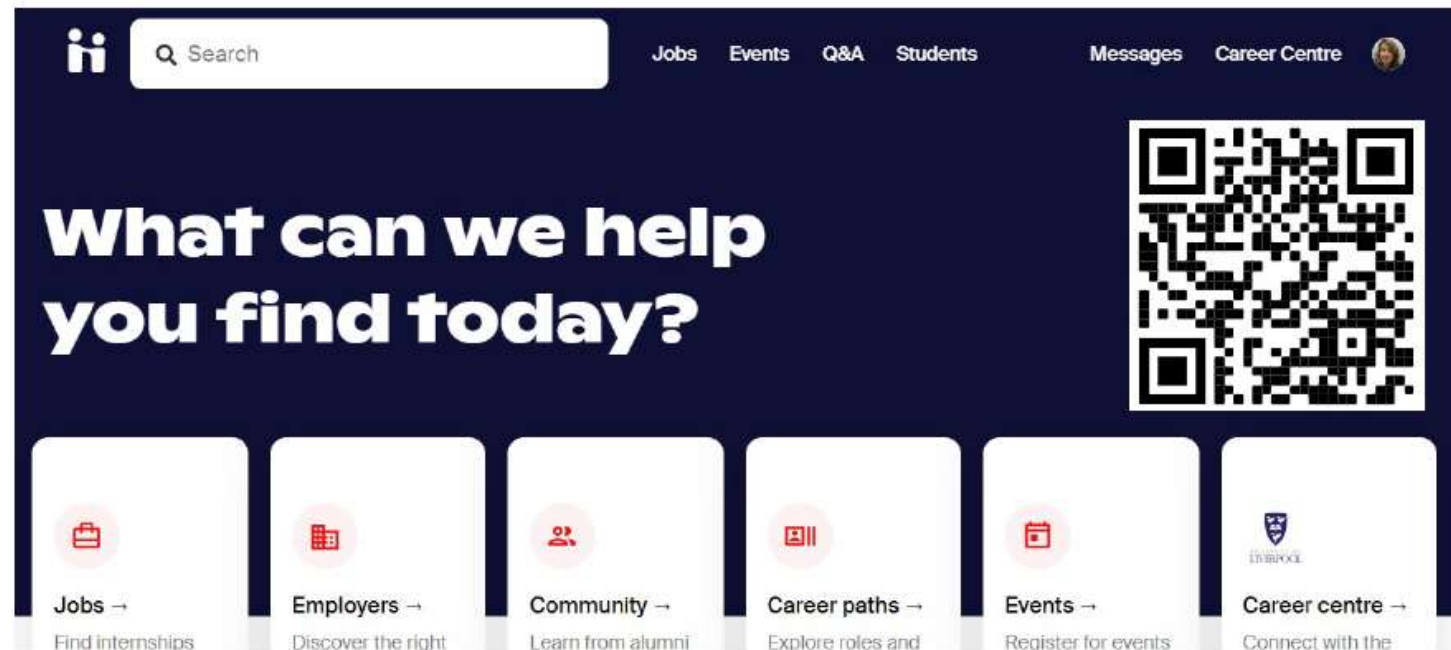 Search
Jobs Events Q&A Students Messages Career Centre
What can we help
you find today?
LIVERPOOL
Jobs → Employers → Community → Career paths → Events → Career centre →
Find internships Discover the right Learn from alumni Explore roles and Register for events Connect with the